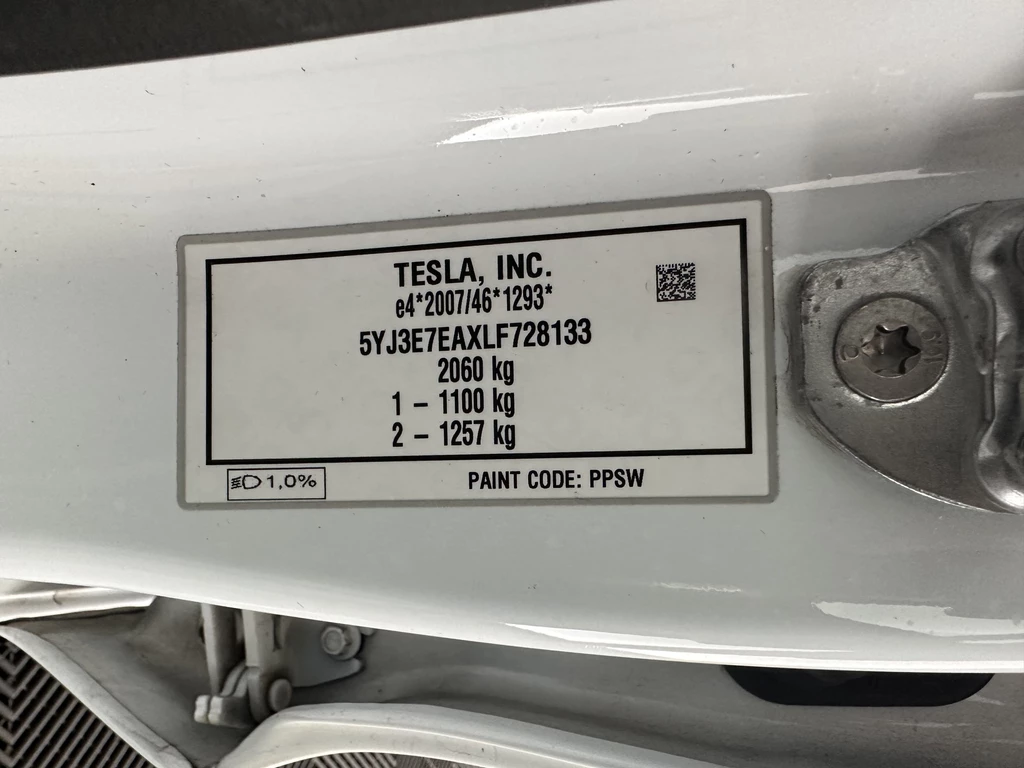 TESLA, INC.
e4*2007/46*1293*
5YJ3E7EAXLF728133
2060 kg
1 – 1100 kg
2 – 1257 kg
1,0%
PAINT CODE: PPSW
2